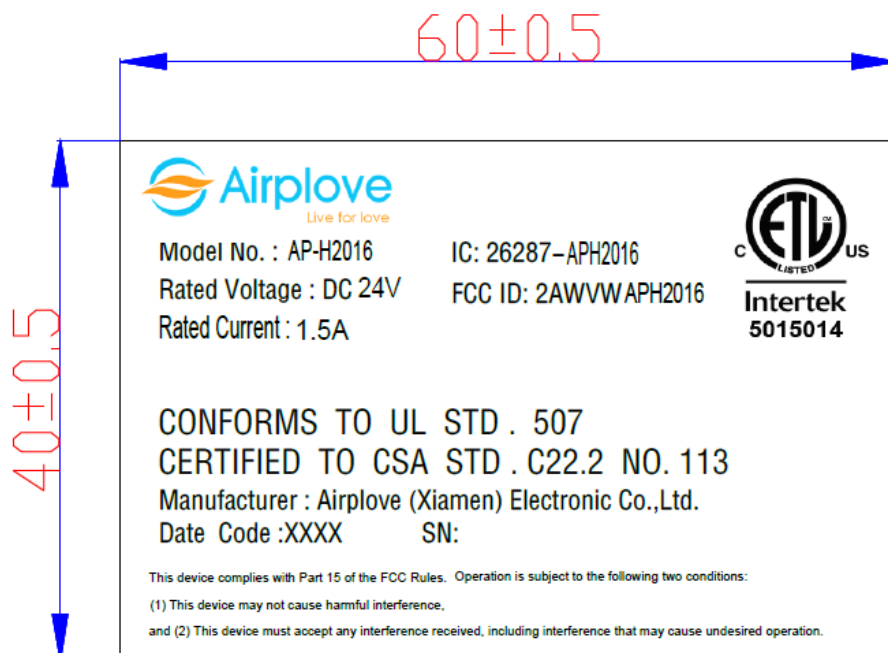 60±0.5
40±0.5
Airplove
Live for love
Model No. : AP-H2016
Rated Voltage : DC 24V
Rated Current : 1.5A
IC: 26287-APH2016
FCC ID: 2AWVWAPH2016
ETL CM
C US
LISTED
Intertek
5015014
CONFORMS TO UL STD . 507
CERTIFIED TO CSA STD . C22.2 NO. 113
Manufacturer : Airplove (Xiamen) Electronic Co.,Ltd.
Date Code :XXXX SN:
This device complies with Part 15 of the FCC Rules. Operation is subject to the following two conditions:
(1) This device may not cause harmful interference,
and (2) This device must accept any interference received, including interference that may cause undesired operation.